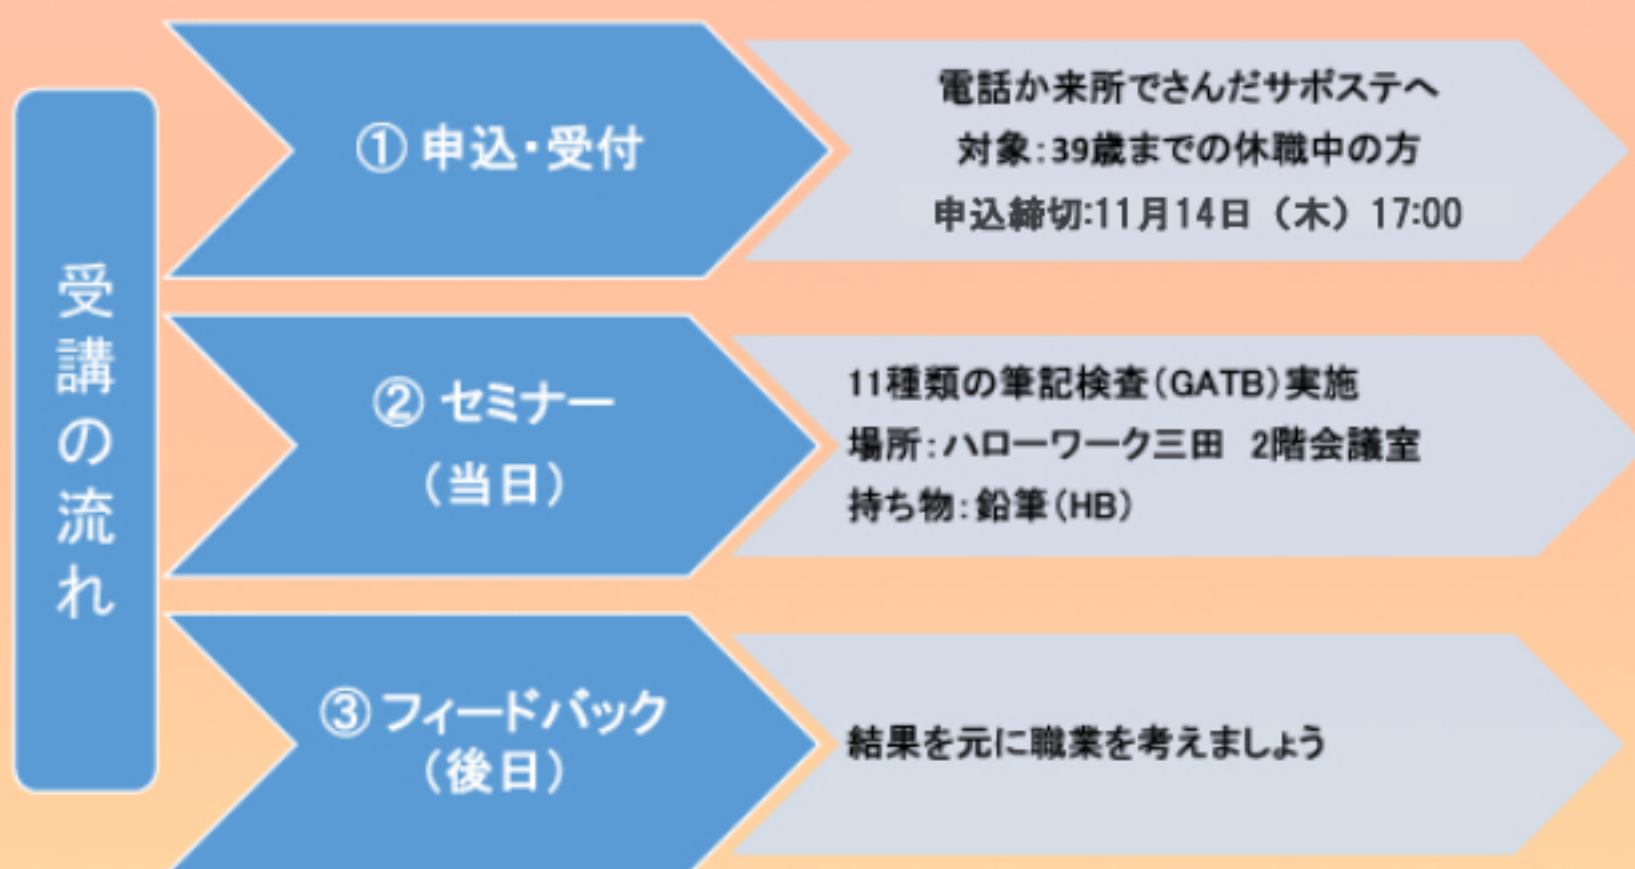 受講の流れ
① 申込・受付
電話か来所でさんだサポステへ
対象：39歳までの休職中の方
申込締切:11月14日（木）17:00
② セミナー
（当日）
11種類の筆記検査（GATB）実施
場所：ハローワーク三田　2階会議室
持ち物：鉛筆（HB）
③ フィードバック
（後日）
結果を元に職業を考えましょう